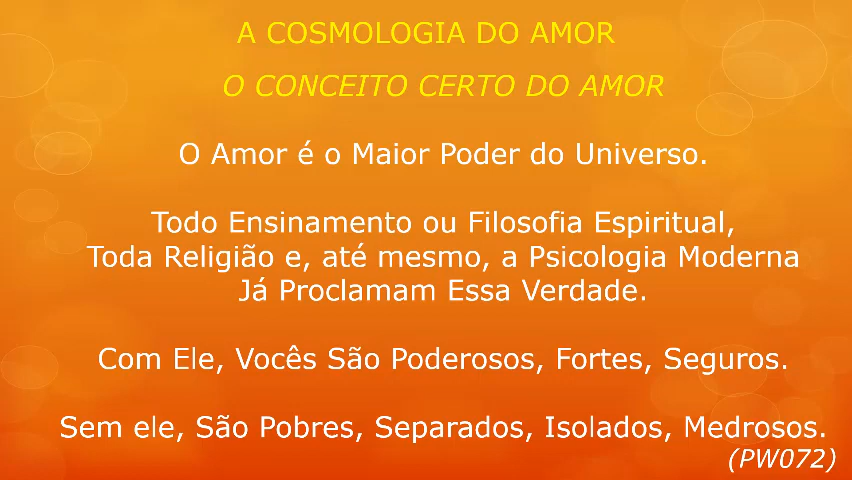 A COSMOLOGIA DO AMOR
O CONCEITO CERTO DO AMOR
O Amor é o Maior Poder do Universo.
Todo Ensinamento ou Filosofia Espiritual,
Toda Religião e, até mesmo, a Psicologia Moderna
Já Proclamam Essa Verdade.
Com Ele, Vocês São Poderosos, Fortes, Seguros.
Sem ele, São Pobres, Separados, Isolados, Medrosos.
(PW072)